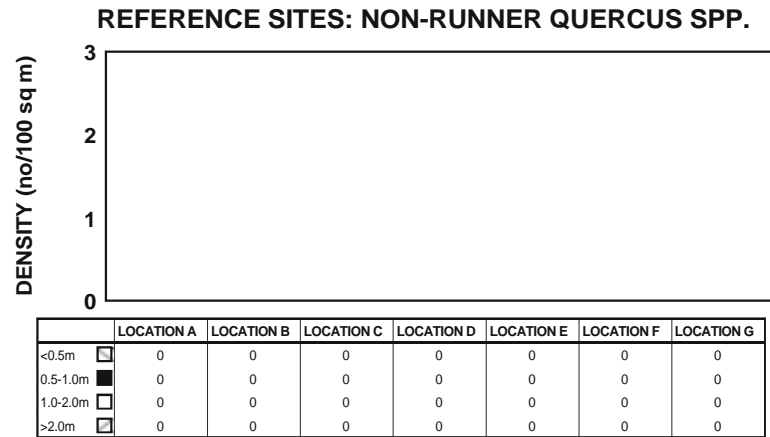 REFERENCE SITES: NON-RUNNER QUERCUS SPP.
DENSITY (no/100 sq m)
3
2
1
0
LOCATION A LOCATION B LOCATION C LOCATION D LOCATION E LOCATION F LOCATION G
<0.5m 0 0 0 0 0 0 0
0.5-1.0m 0 0 0 0 0 0 0
1.0-2.0m 0 0 0 0 0 0 0
>2.0m 0 0 0 0 0 0 0